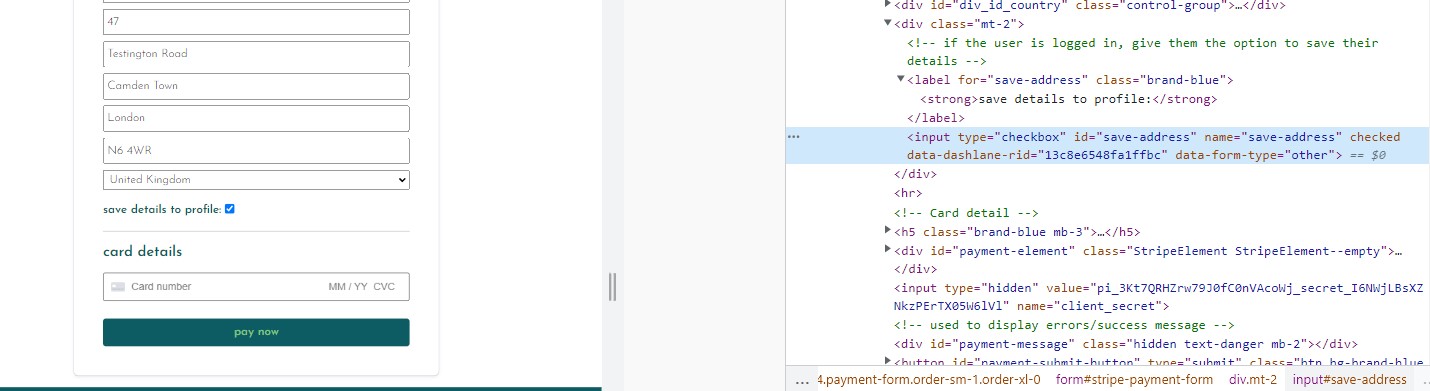 47
Testington Road
Camden Town
London
N6 4WR
United Kingdom
save details to profile:
card details
Card number MM / YY CVC
pay now
<div id="div_id_country" class="control-group">…</div>
<div class="mt-2">
<!-- if the user is logged in, give them the option to save their
details -->
<label for="save-address" class="brand-blue">
<strong>save details to profile:</strong>
</label>
<input type="checkbox" id="save-address" name="save-address" checked
data-dashlane-rid="13c8e6548fa1ffbc" data-form-type="other"> == $0
</div>
<hr>
<!-- Card detail -->
<h5 class="brand-blue mb-3">…</h5>
<div id="payment-element" class="StripeElement StripeElement--empty">…
</div>
<input type="hidden" value="pi_3Kt7QRHZrw79J0fC0nVAcoWj_secret_I6NWjLBsXZ
NkzPErTX05W6lVl" name="client_secret">
<!-- used to display errors/success message -->
<div id="payment-message" class="hidden text-danger mb-2"></div>
<button id="payment-submit-button" type="submit" class="btn bg-brand-blue
… 4.payment-form.order-sm-1.order-xl-0 form#stripe-payment-form div.mt-2 input#save-address …